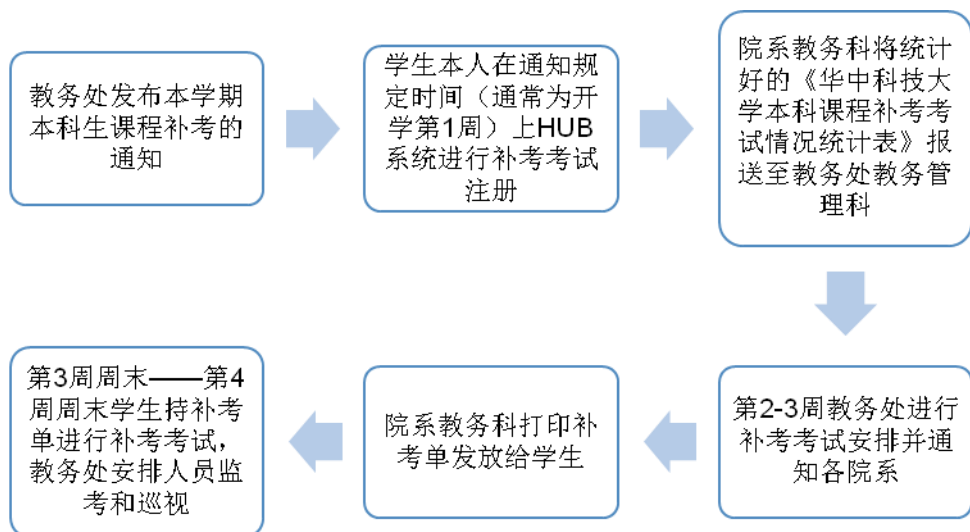 教务处发布本学期
本科生课程补考的
通知
学生本人在通知规
定时间（通常为开
学第1周）上HUB
系统进行补考考试
注册
院系教务科将统计
好的《华中科技大
学本科课程补考考
试情况统计表》报
送至教务处教务管
理科
第2-3周教务处进行
补考考试安排并通
知各院系
院系教务科打印补
考单发放给学生
第3周周末——第4
周周末学生持补考
单进行补考考试，
教务处安排人员监
考和巡视